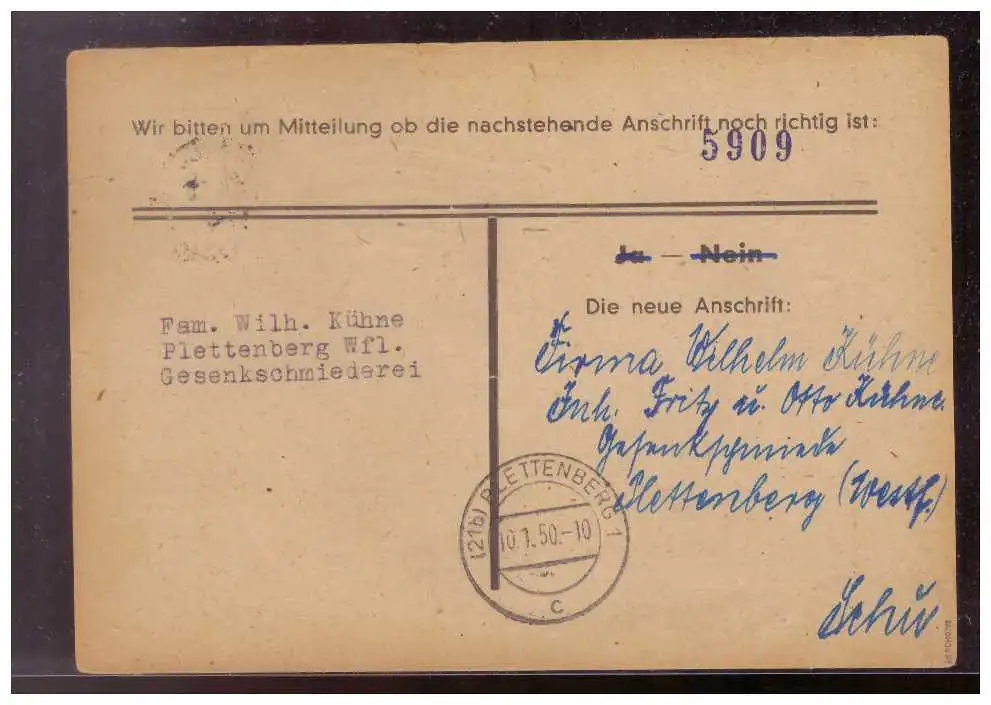 Wir bitten um Mitteilung ob die nachstehende Anschrift noch richtig ist:
5909
Fam. Wilh. Kühne
Plettenberg Wfl.
Gesenkschmiederei
Ja — Nein
Die neue Anschrift:
Firma Wilhelm Kühne
Inh. Fritz u. Otto Kühne
Gesenkschmiede
Plettenberg (Westf.)
(21b) PLETTENBERG 1
10.1.50.-10
c